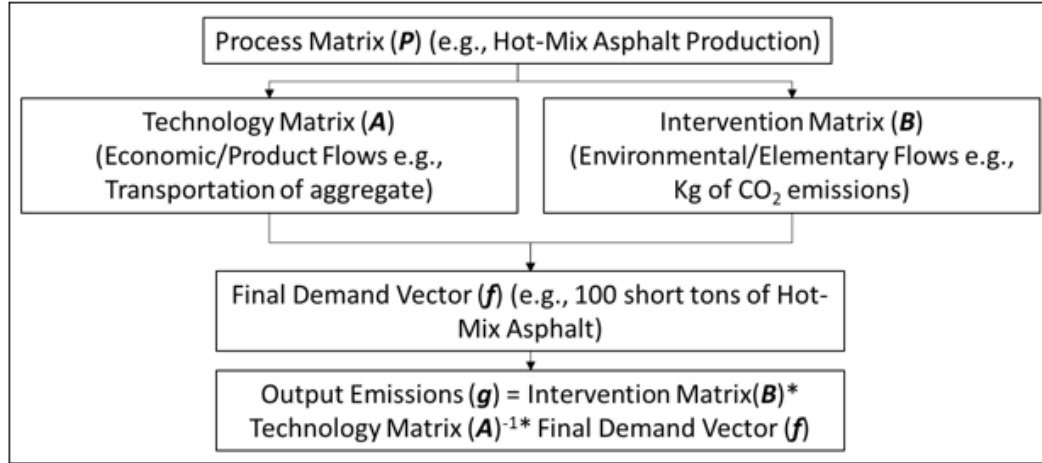 Process Matrix (P) (e.g., Hot-Mix Asphalt Production)
Technology Matrix (A)
(Economic/Product Flows e.g.,
Transportation of aggregate)
Intervention Matrix (B)
(Environmental/Elementary Flows e.g.,
Kg of CO₂ emissions)
Final Demand Vector (f) (e.g., 100 short tons of Hot-
Mix Asphalt)
Output Emissions (g) = Intervention Matrix(B)*
Technology Matrix (A)⁻¹* Final Demand Vector (f)